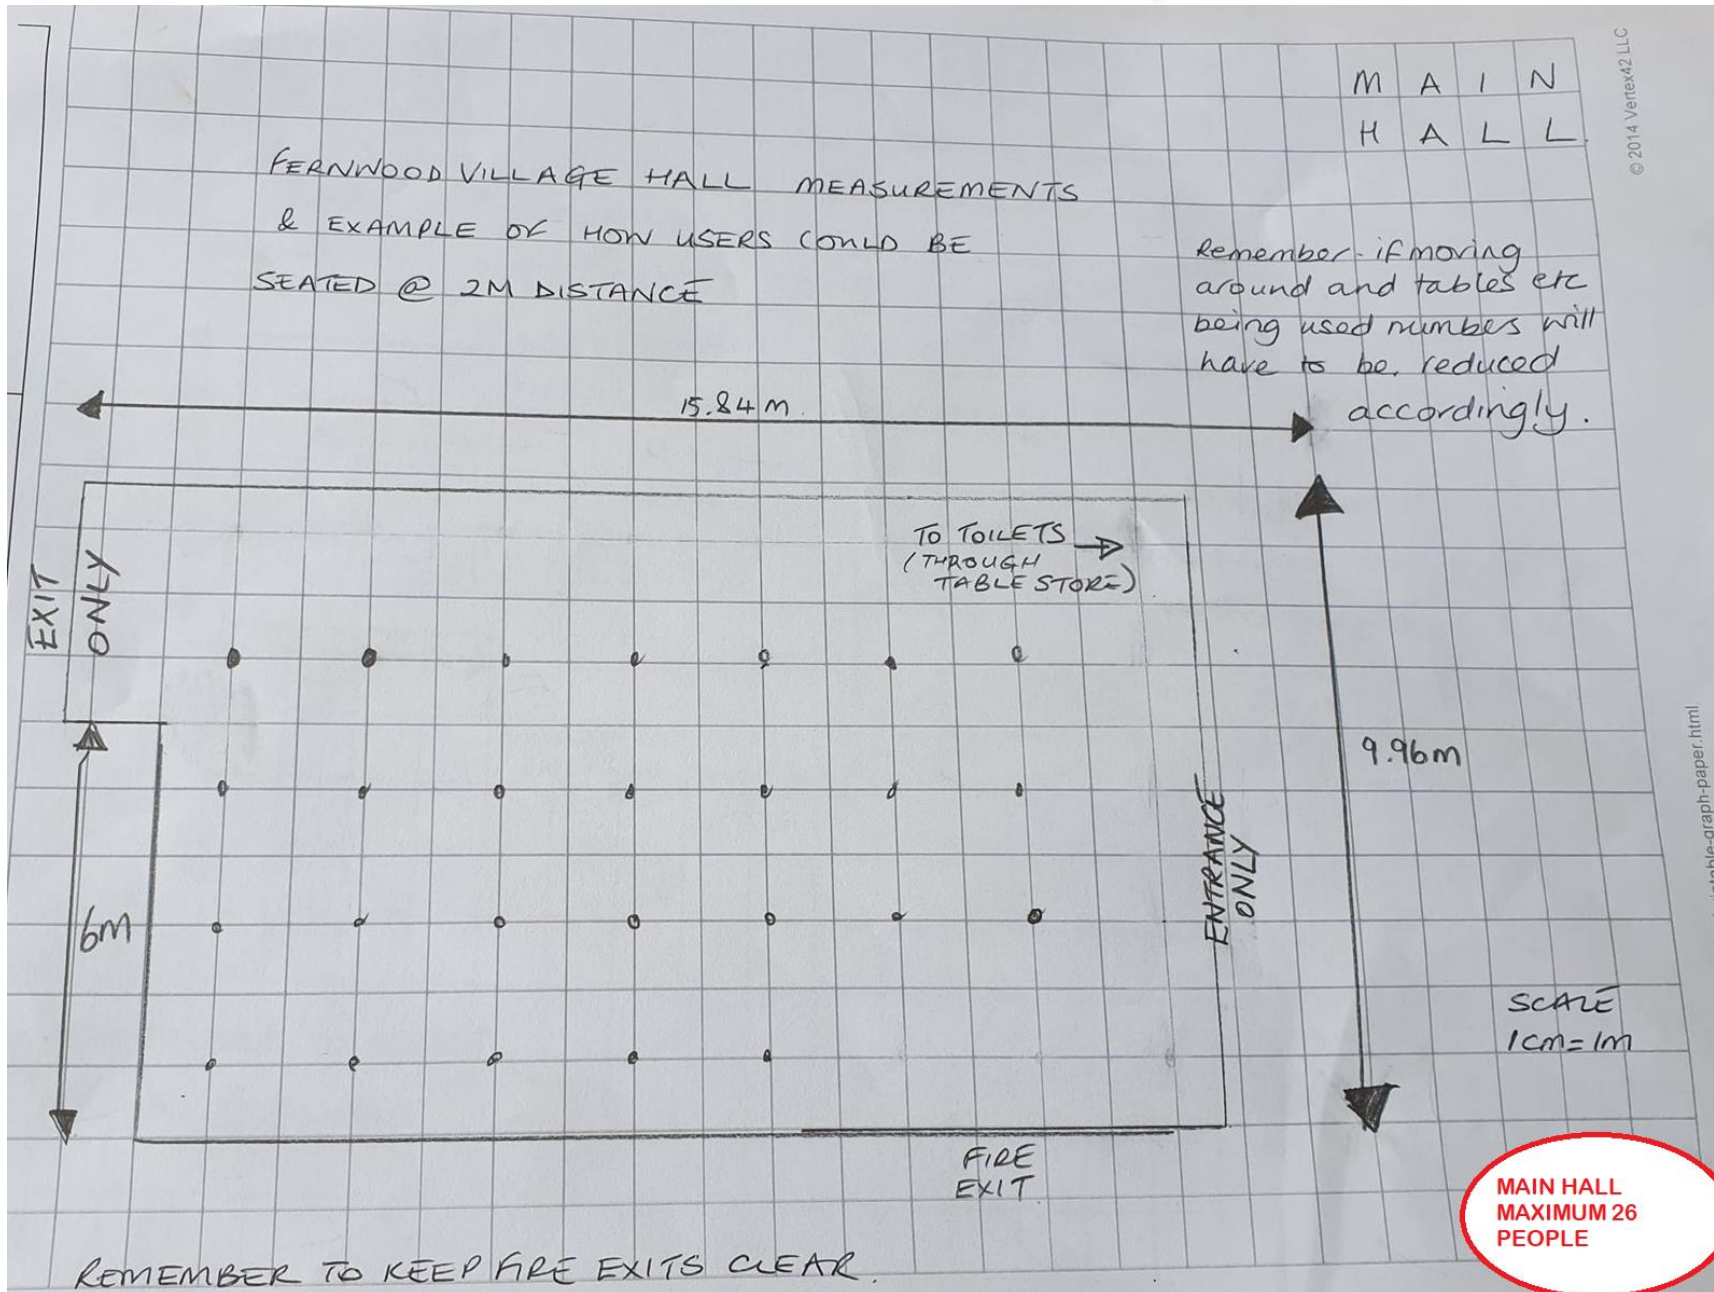 MAIN
HALL
© 2014 Vertex42 LLC
FERNWOOD VILLAGE HALL MEASUREMENTS
& EXAMPLE OF HOW USERS COULD BE
SEATED @ 2M DISTANCE
Remember - if moving
around and tables etc
being used numbes will
have to be. reduced
accordingly.
15.84 m.
TO TOILETS
(THROUGH
TABLE STORE)
EXIT
ONLY
9.96m
ENTRANCE
ONLY
6m
SCALE
1cm=1m
FIRE
EXIT
REMEMBER TO KEEP FIRE EXITS CLEAR.
MAIN HALL
MAXIMUM 26
PEOPLE